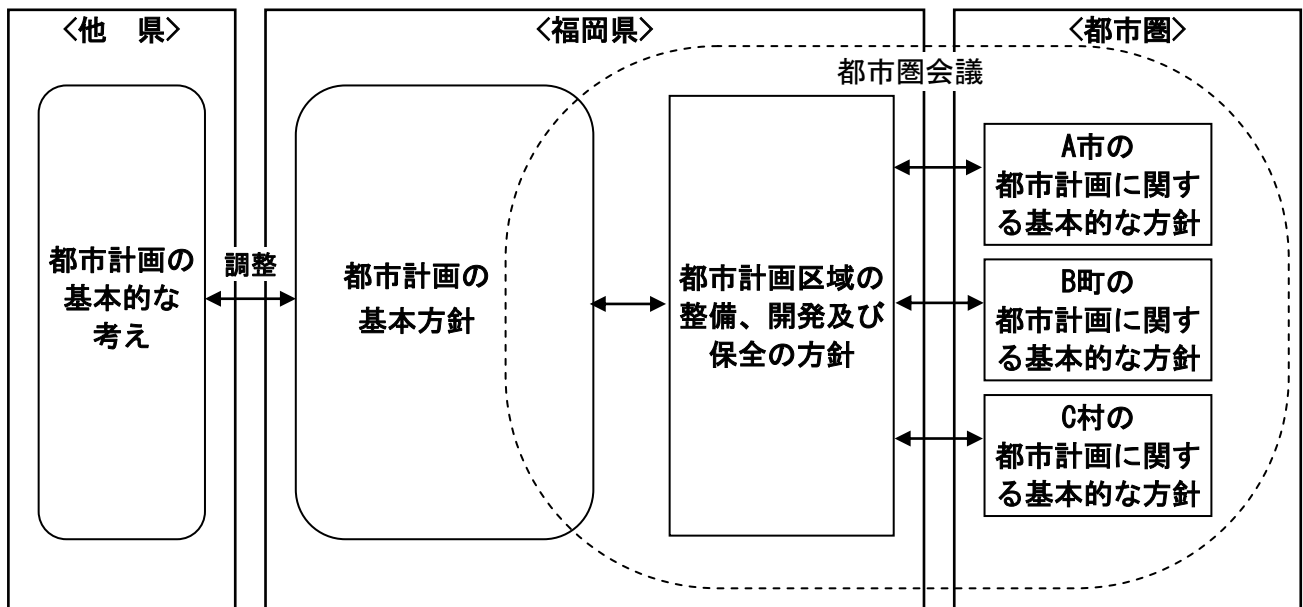 <他　県>
都市計画の
基本的な
考え
調整
<福岡県>
都市計画の
基本方針
都市圏会議
都市計画区域の
整備、開発及び
保全の方針
<都市圏>
A市の
都市計画に関す
る基本的な方針
B町の
都市計画に関す
る基本的な方針
C村の
都市計画に関す
る基本的な方針